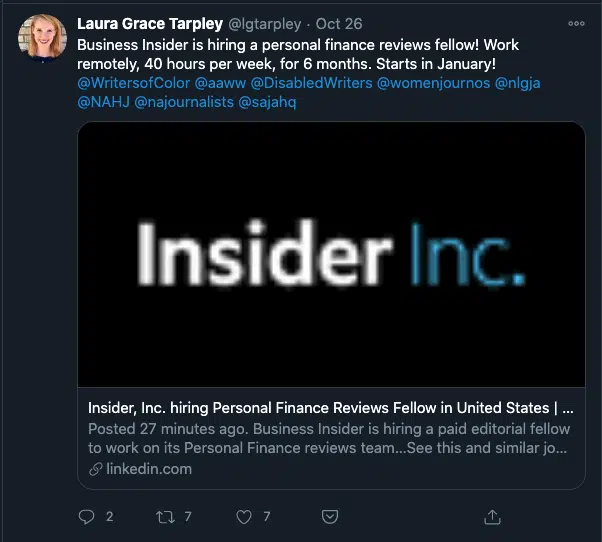 Laura Grace Tarpley @lgtarpley · Oct 26
Business Insider is hiring a personal finance reviews fellow! Work
remotely, 40 hours per week, for 6 months. Starts in January!
@WritersofColor @aaww @DisabledWriters @womenjournos @nlgja
@NAHJ @najournalists @sajahq
Insider Inc.
Insider, Inc. hiring Personal Finance Reviews Fellow in United States | ...
Posted 27 minutes ago. Business Insider is hiring a paid editorial fellow
to work on its Personal Finance reviews team...See this and similar jo...
linkedin.com
2 7 7